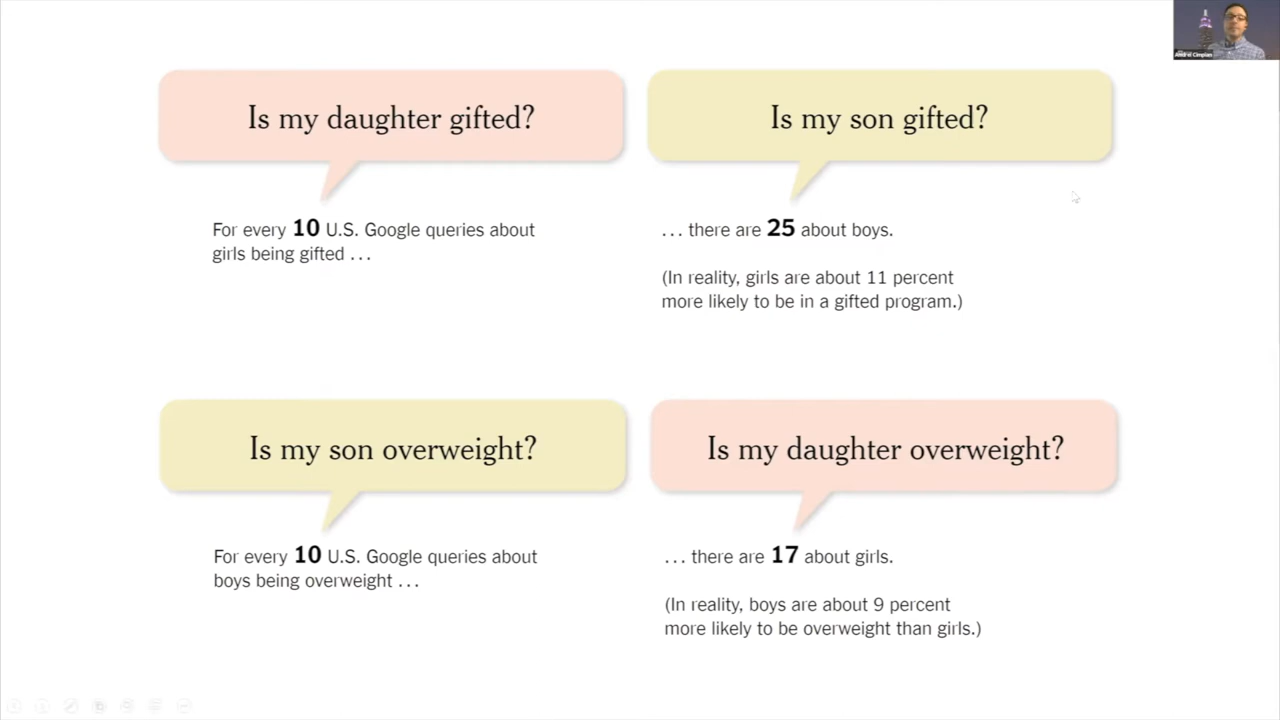 Andrei Cimpian
Is my daughter gifted?
Is my son gifted?
For every 10 U.S. Google queries about
girls being gifted . . .
. . . there are 25 about boys.
(In reality, girls are about 11 percent
more likely to be in a gifted program.)
Is my son overweight?
Is my daughter overweight?
For every 10 U.S. Google queries about
boys being overweight . . .
. . . there are 17 about girls.
(In reality, boys are about 9 percent
more likely to be overweight than girls.)